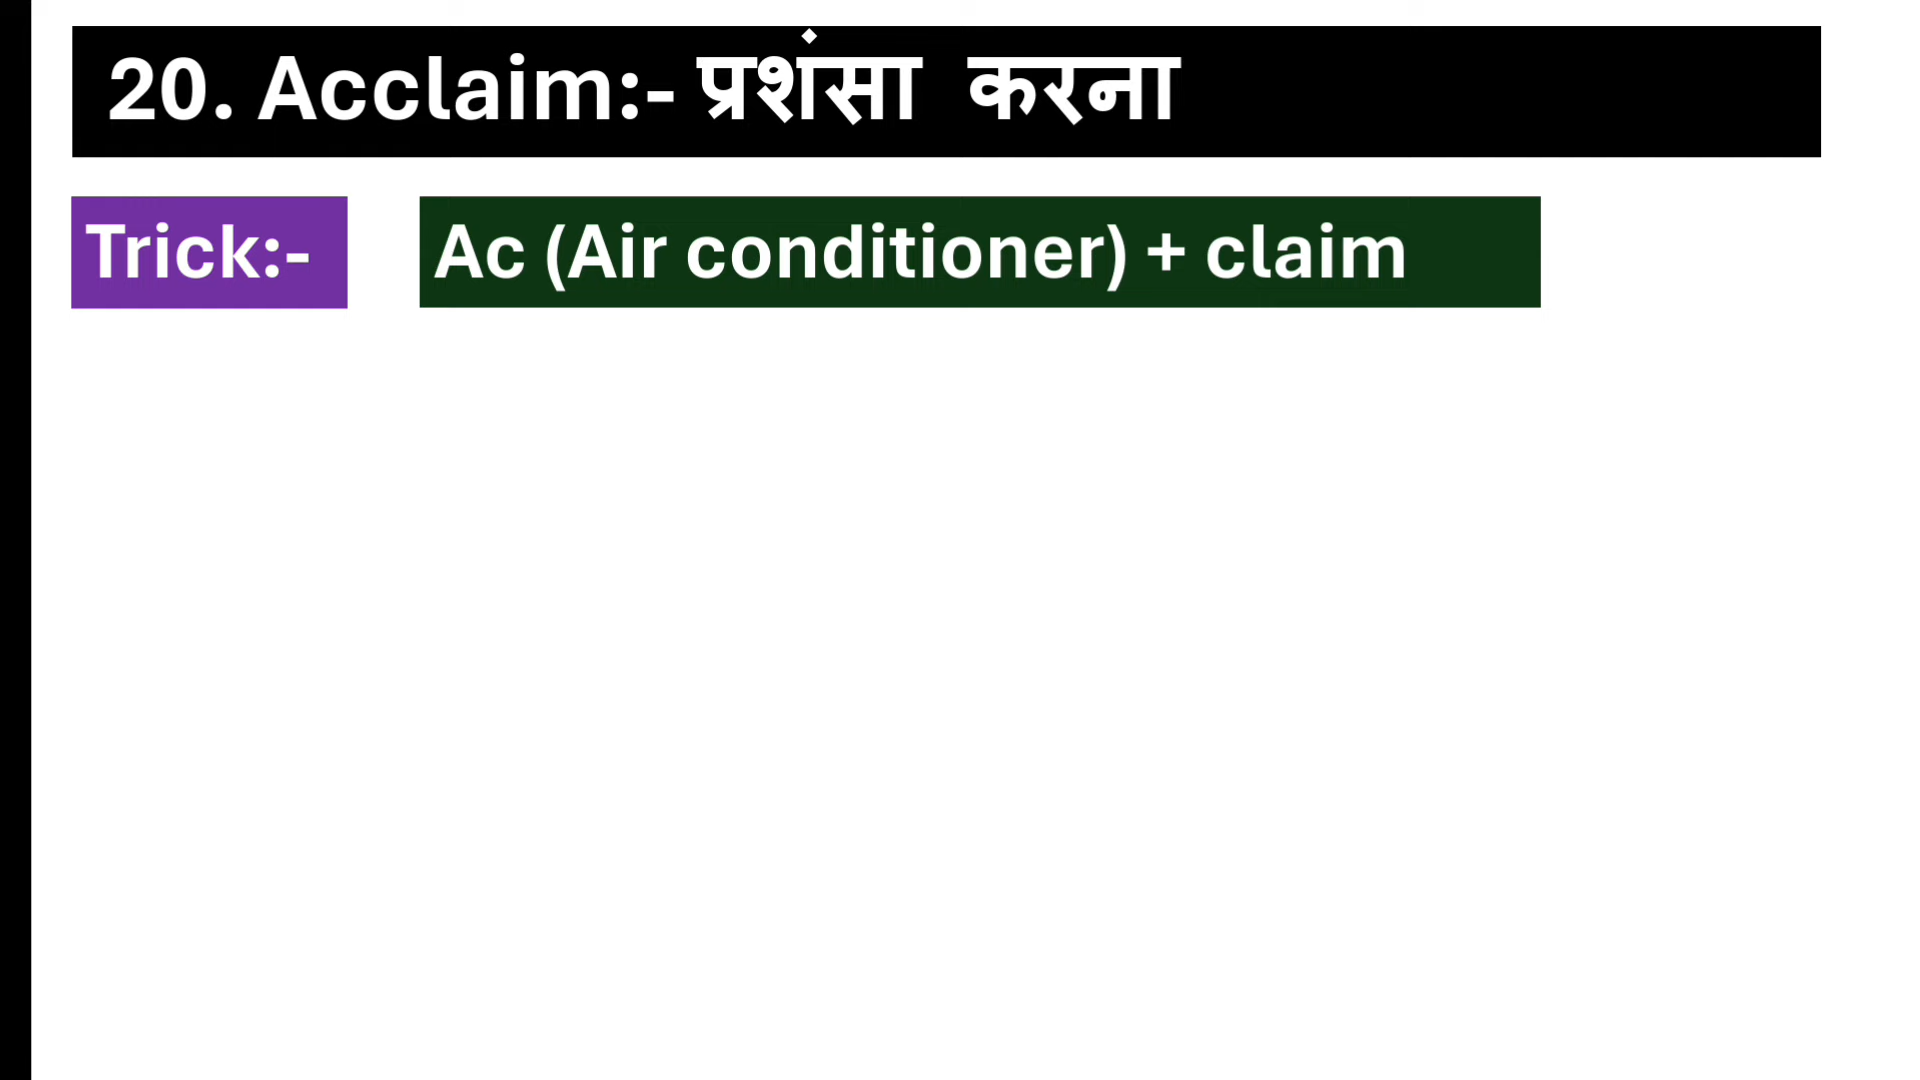 20. Acclaim:- प्रशंसा करना
Trick:-
Ac (Air conditioner) + claim